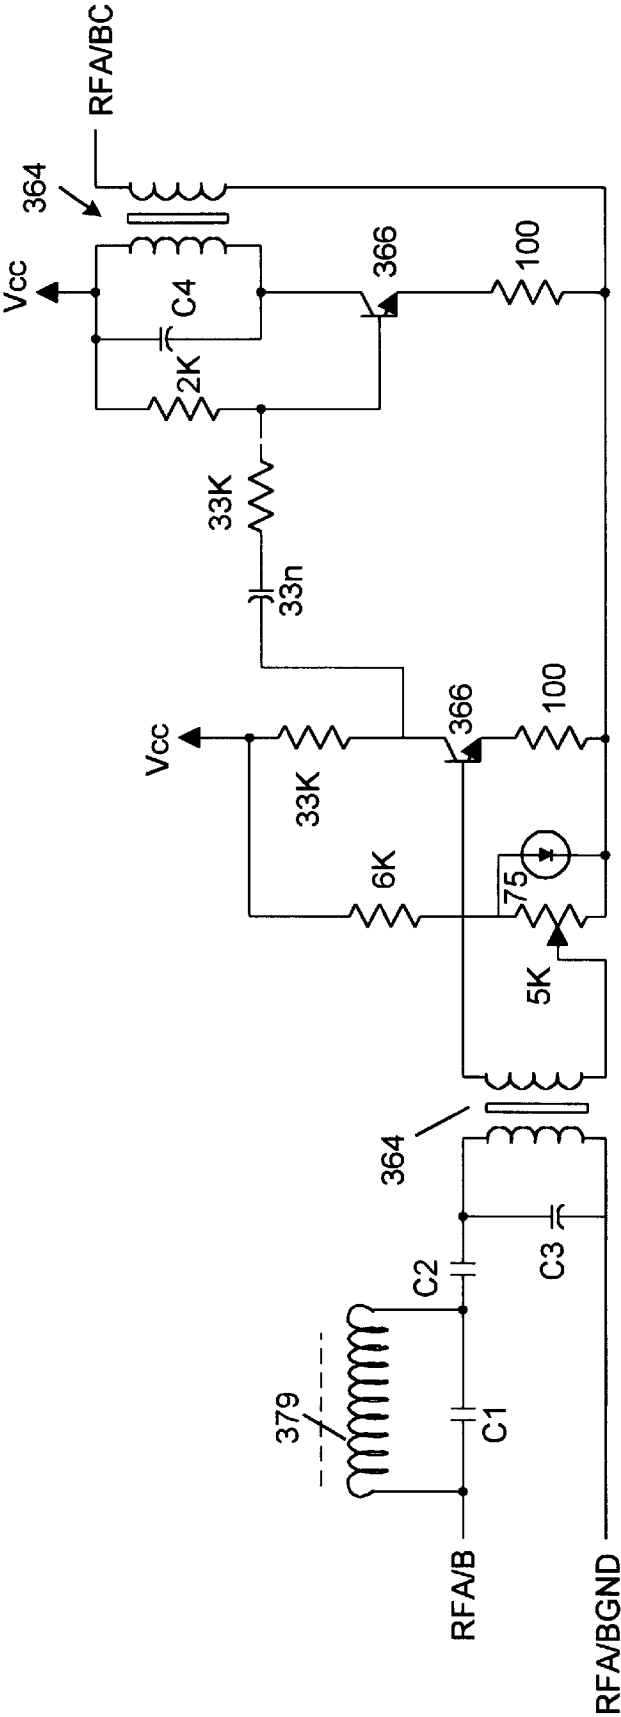 RFA/B
RFA/BGND
379
C1
C2
C3
364
5K
6K
75
Vcc
33K
366
100
33n
33K
2K
C4
Vcc
366
100
364
RFA/BC